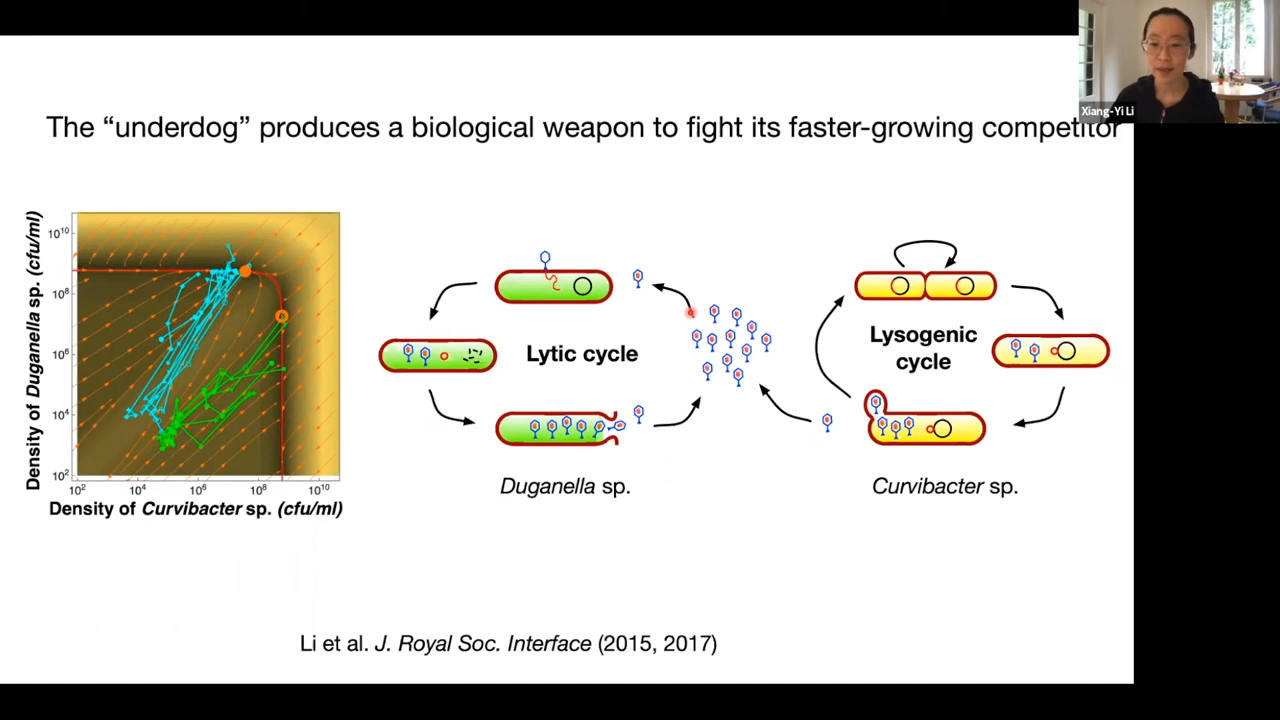 Xiang-Yi Li
The “underdog” produces a biological weapon to fight its faster-growing competitor
Density of Duganella sp. (cfu/ml)
10^10
10^8
10^6
10^4
10^2
10^2 10^4 10^6 10^8 10^10
Density of Curvibacter sp. (cfu/ml)
Lytic cycle
Duganella sp.
Lysogenic
cycle
Curvibacter sp.
Li et al. J. Royal Soc. Interface (2015, 2017)